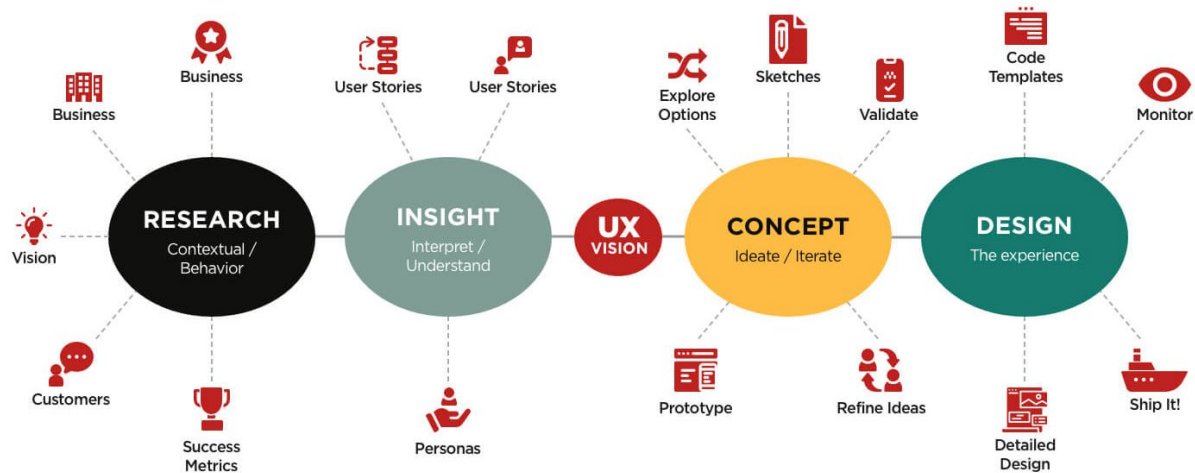 Business
Business
Vision
RESEARCH
Contextual /
Behavior
Customers
Success
Metrics
User Stories
User Stories
INSIGHT
Interpret /
Understand
Personas
UX
VISION
Explore
Options
Sketches
Validate
CONCEPT
Ideate / Iterate
Prototype
Refine Ideas
Code
Templates
Monitor
DESIGN
The experience
Detailed
Design
Ship It!